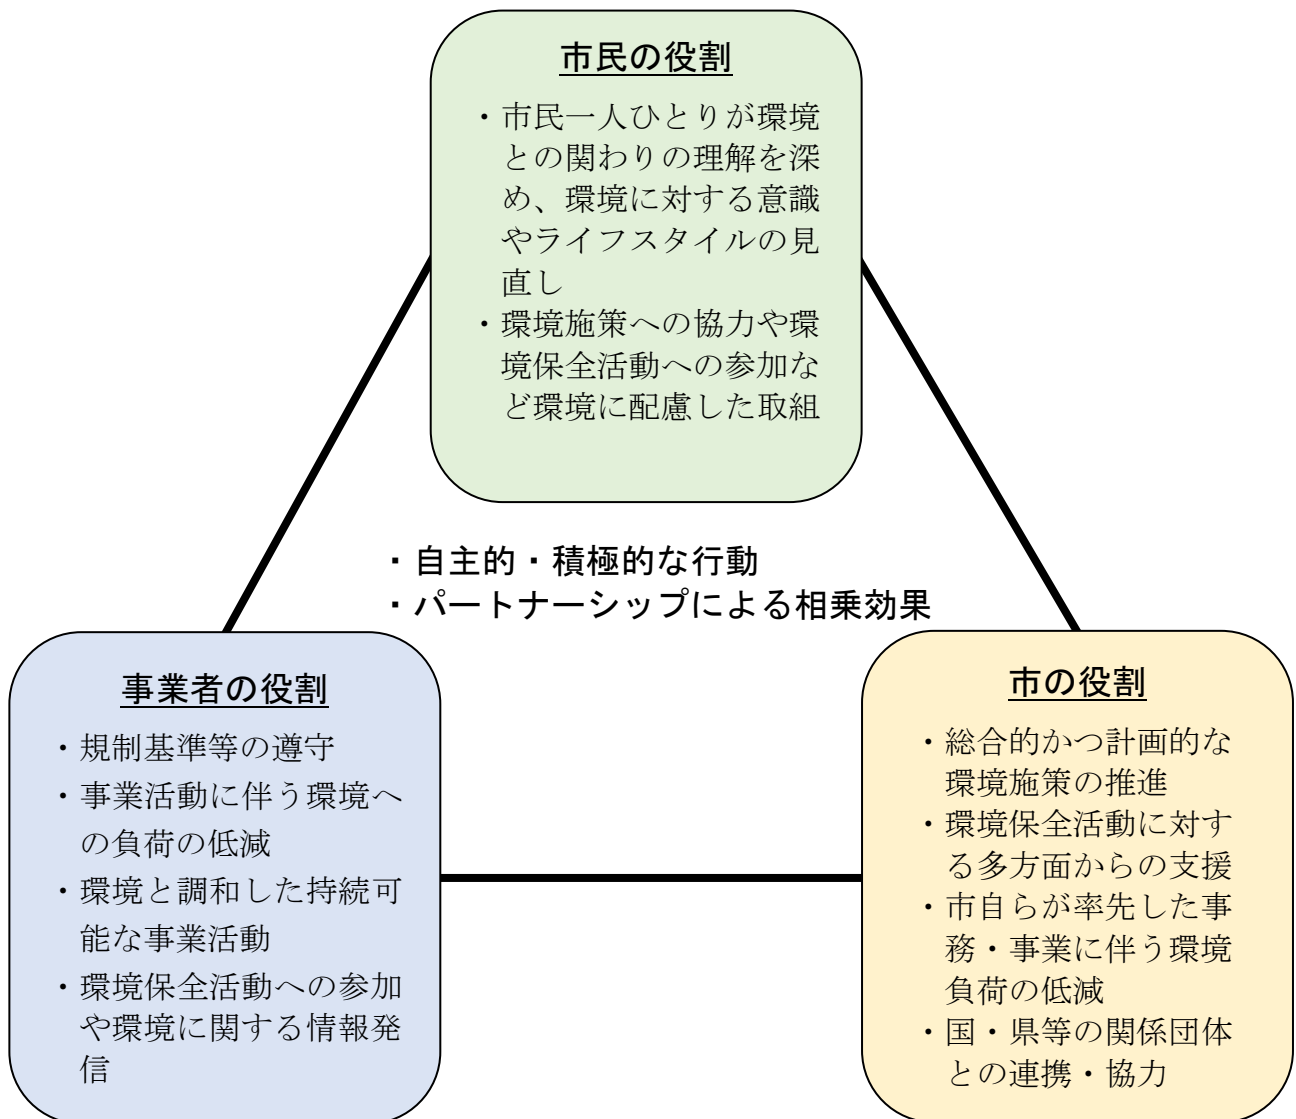 市民の役割
・市民一人ひとりが環境
との関わりの理解を深
め、環境に対する意識
やライフスタイルの見
直し
・環境施策への協力や環
境保全活動への参加な
ど環境に配慮した取組
・自主的・積極的な行動
・パートナーシップによる相乗効果
事業者の役割
・規制基準等の遵守
・事業活動に伴う環境へ
の負荷の低減
・環境と調和した持続可
能な事業活動
・環境保全活動への参加
や環境に関する情報発
信
市の役割
・総合的かつ計画的な
環境施策の推進
・環境保全活動に対す
る多方面からの支援
・市自らが率先した事
務・事業に伴う環境
負荷の低減
・国・県等の関係団体
との連携・協力